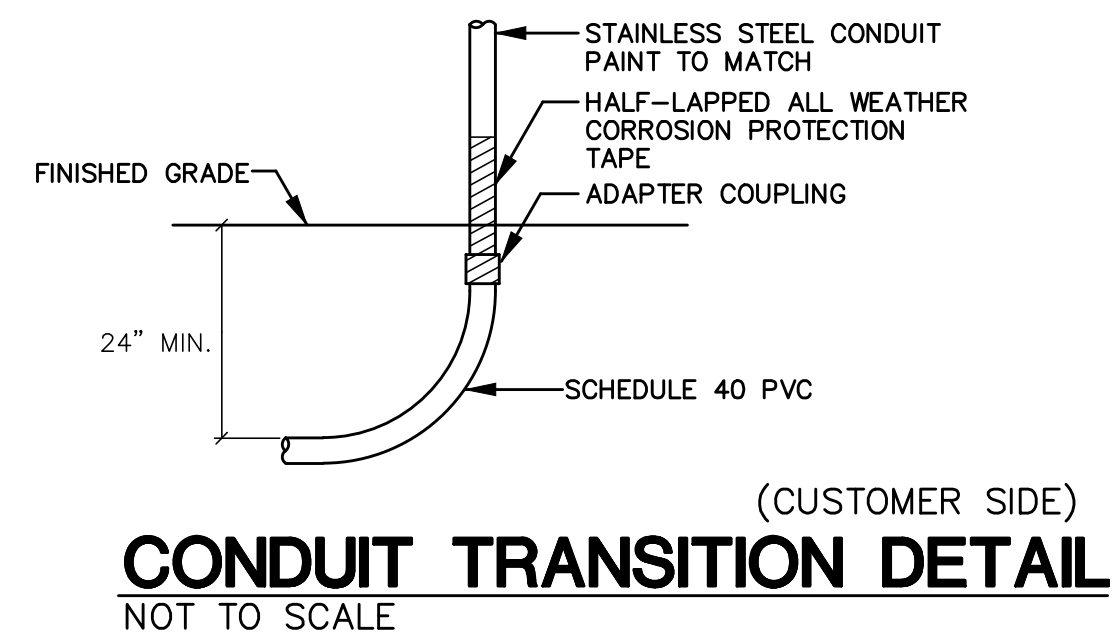 STAINLESS STEEL CONDUIT
PAINT TO MATCH
HALF-LAPPED ALL WEATHER
CORROSION PROTECTION
TAPE
FINISHED GRADE
ADAPTER COUPLING
24" MIN.
SCHEDULE 40 PVC
(CUSTOMER SIDE)
CONDUIT TRANSITION DETAIL
NOT TO SCALE